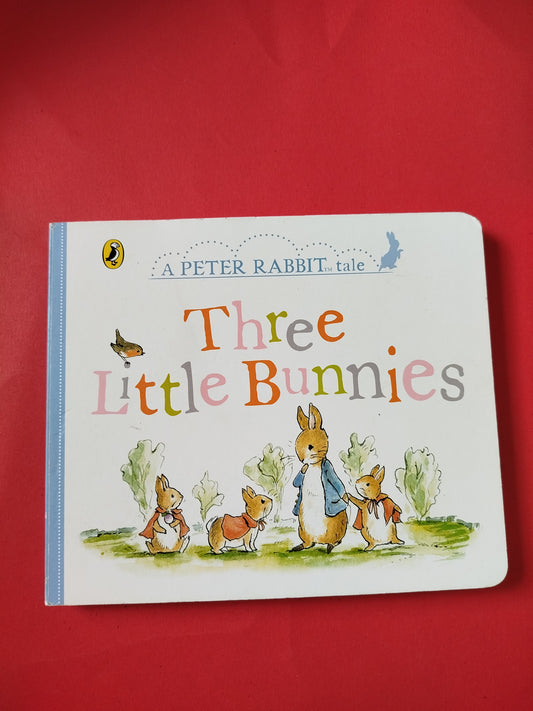 A PETER RABBIT™ tale
Three
Little Bunnies